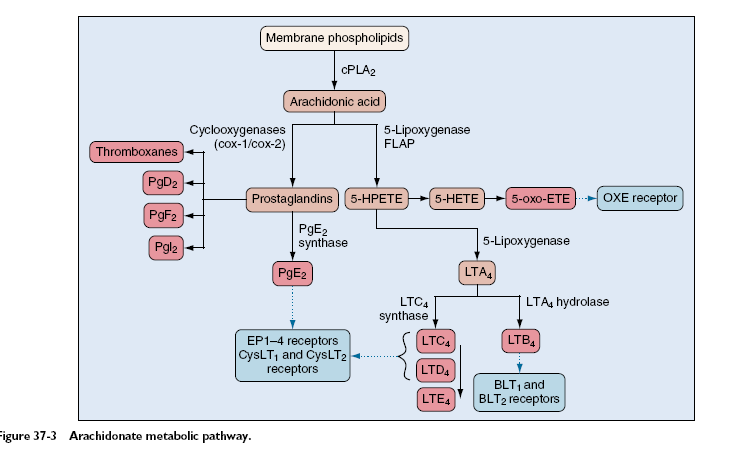 Membrane phospholipids
cPLA2
Arachidonic acid
Cyclooxygenases
(cox-1/cox-2)
5-Lipoxygenase
FLAP
Thromboxanes
PgD2
PgF2
PgI2
Prostaglandins
5-HPETE
5-HETE
5-oxo-ETE
OXE receptor
PgE2
synthase
5-Lipoxygenase
PgE2
LTA4
LTC4
synthase
LTA4 hydrolase
EP1–4 receptors
CysLT1 and CysLT2
receptors
LTC4
LTD4
LTE4
LTB4
BLT1 and
BLT2 receptors
igure 37-3 Arachidonate metabolic pathway.